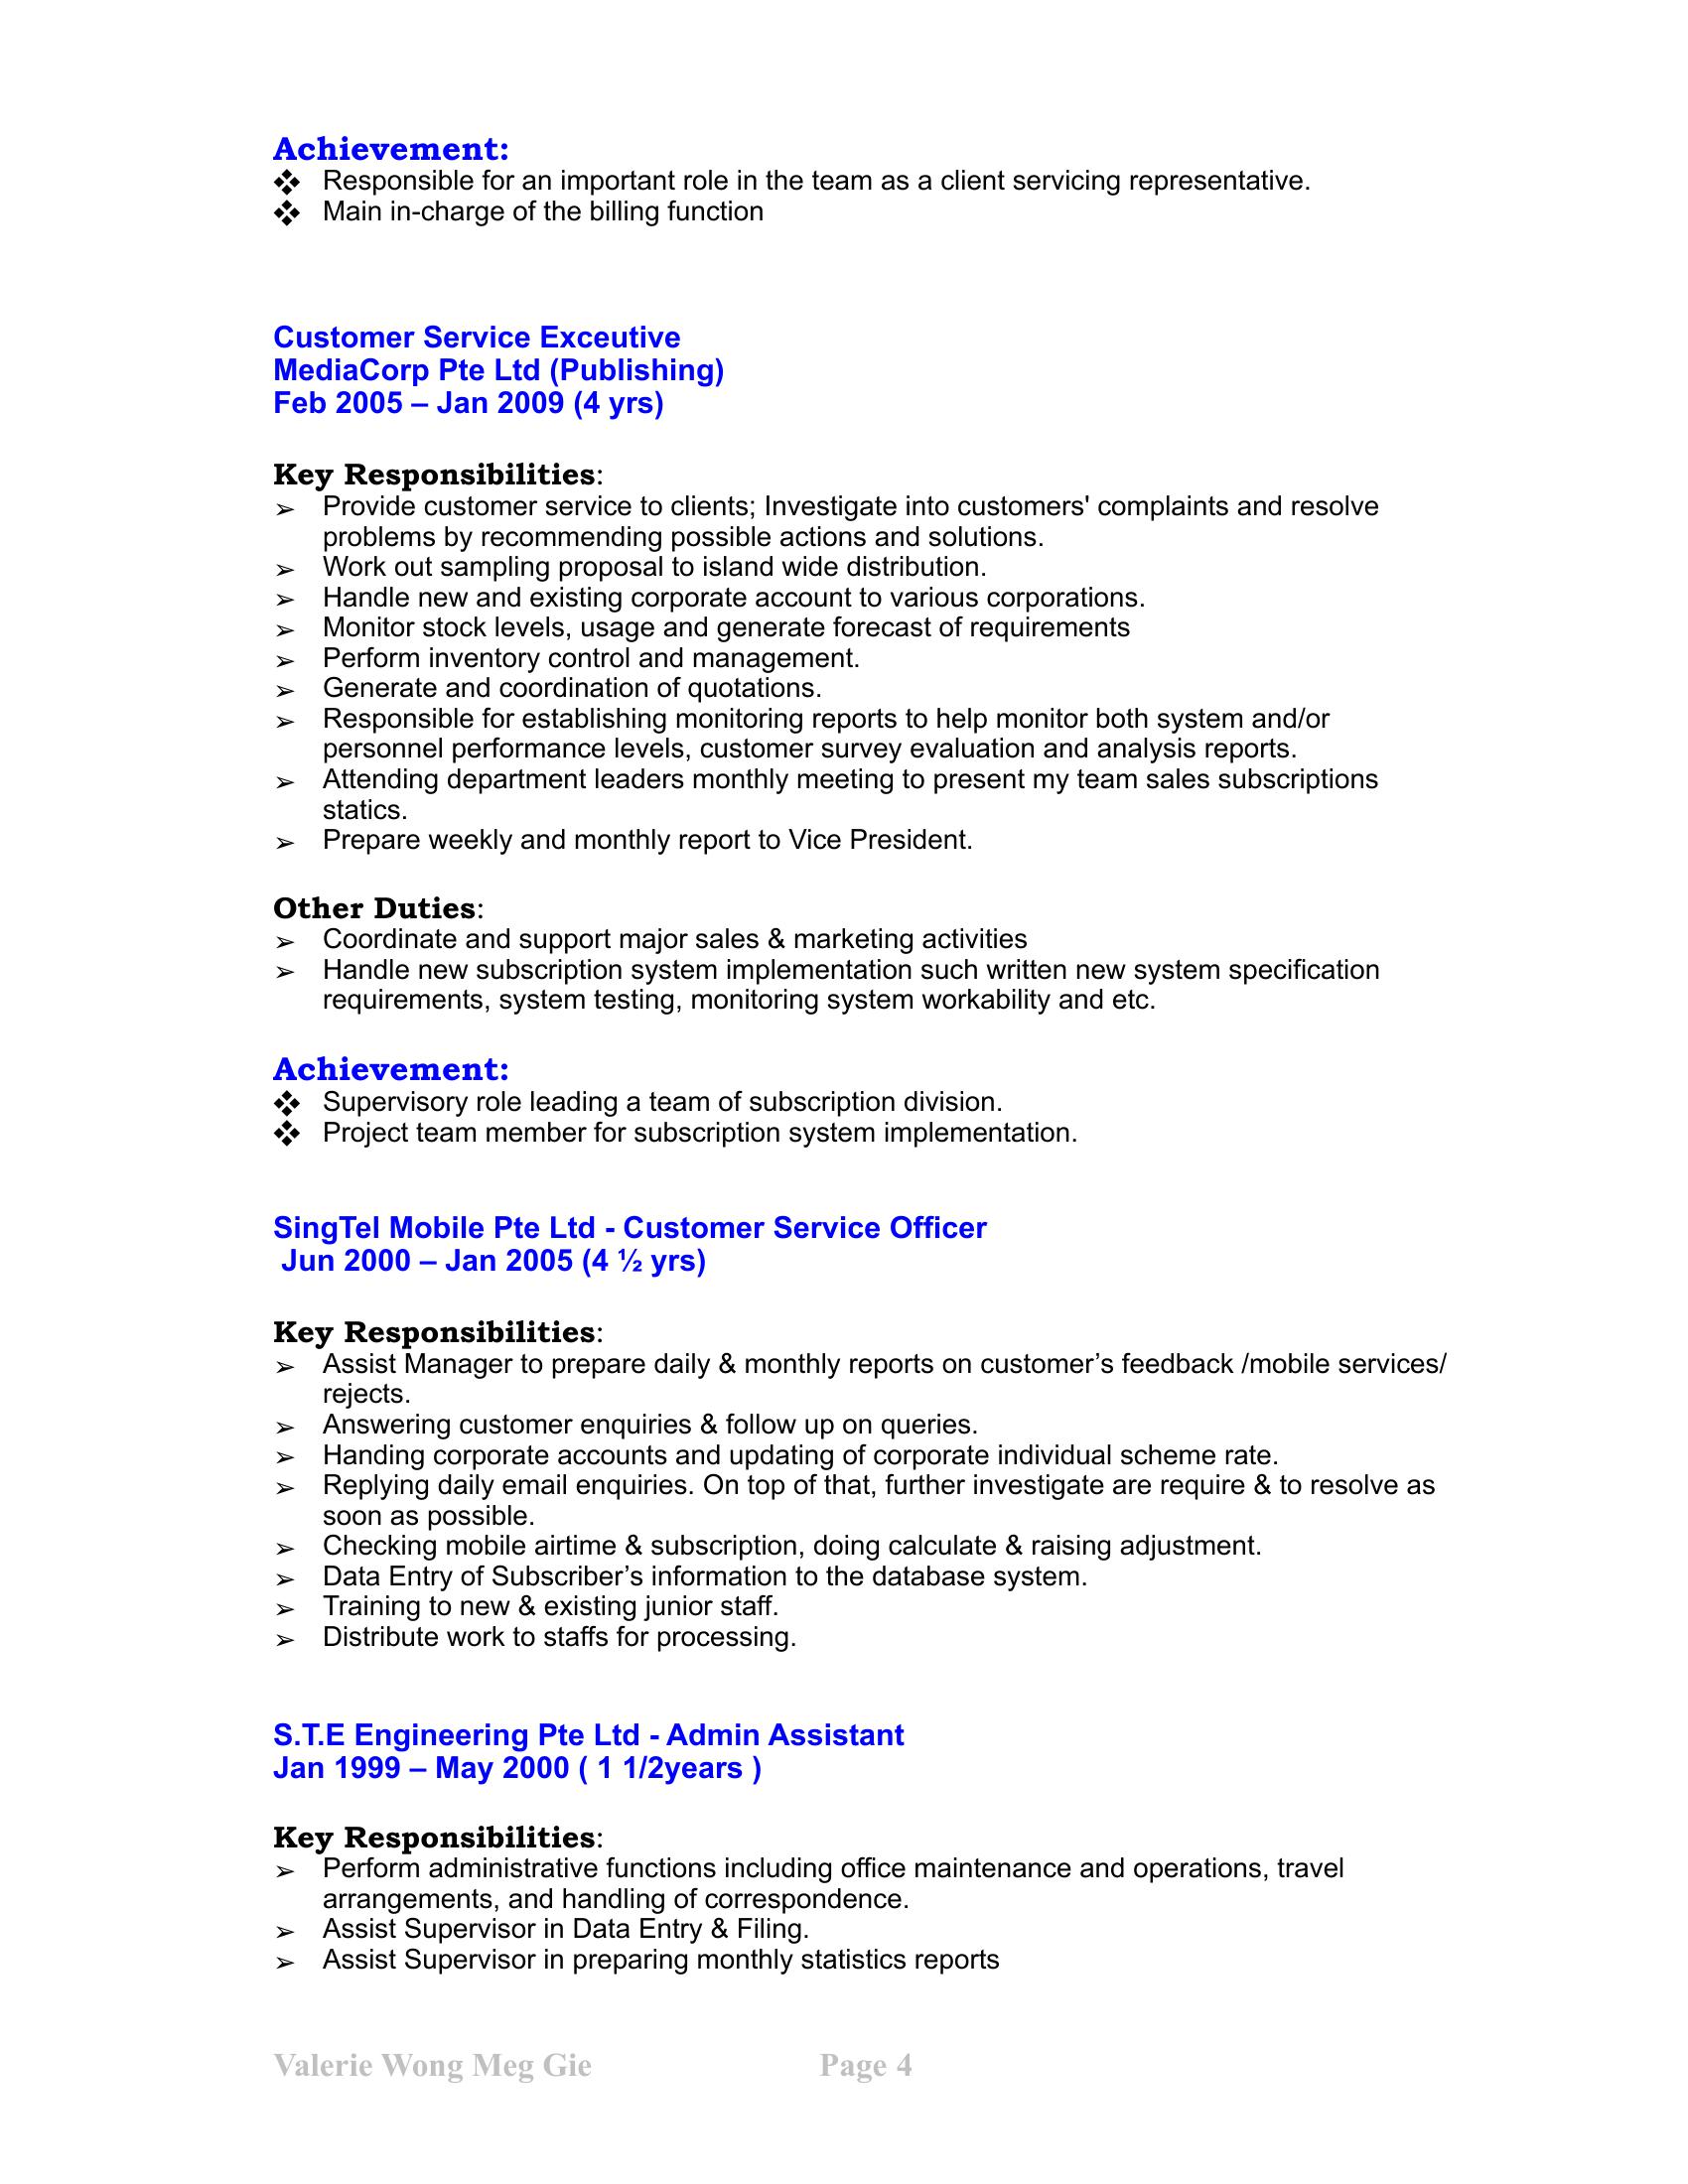 Achievement:
❖ Responsible for an important role in the team as a client servicing representative.
❖ Main in-charge of the billing function
Customer Service Exceutive
MediaCorp Pte Ltd (Publishing)
Feb 2005 – Jan 2009 (4 yrs)
Key Responsibilities:
➢ Provide customer service to clients; Investigate into customers' complaints and resolve
problems by recommending possible actions and solutions.
➢ Work out sampling proposal to island wide distribution.
➢ Handle new and existing corporate account to various corporations.
➢ Monitor stock levels, usage and generate forecast of requirements
➢ Perform inventory control and management.
➢ Generate and coordination of quotations.
➢ Responsible for establishing monitoring reports to help monitor both system and/or
personnel performance levels, customer survey evaluation and analysis reports.
➢ Attending department leaders monthly meeting to present my team sales subscriptions
statics.
➢ Prepare weekly and monthly report to Vice President.
Other Duties:
➢ Coordinate and support major sales & marketing activities
➢ Handle new subscription system implementation such written new system specification
requirements, system testing, monitoring system workability and etc.
Achievement:
❖ Supervisory role leading a team of subscription division.
❖ Project team member for subscription system implementation.
SingTel Mobile Pte Ltd - Customer Service Officer
Jun 2000 – Jan 2005 (4 ½ yrs)
Key Responsibilities:
➢ Assist Manager to prepare daily & monthly reports on customer’s feedback /mobile services/
rejects.
➢ Answering customer enquiries & follow up on queries.
➢ Handing corporate accounts and updating of corporate individual scheme rate.
➢ Replying daily email enquiries. On top of that, further investigate are require & to resolve as
soon as possible.
➢ Checking mobile airtime & subscription, doing calculate & raising adjustment.
➢ Data Entry of Subscriber’s information to the database system.
➢ Training to new & existing junior staff.
➢ Distribute work to staffs for processing.
S.T.E Engineering Pte Ltd - Admin Assistant
Jan 1999 – May 2000 ( 1 1/2years )
Key Responsibilities:
➢ Perform administrative functions including office maintenance and operations, travel
arrangements, and handling of correspondence.
➢ Assist Supervisor in Data Entry & Filing.
➢ Assist Supervisor in preparing monthly statistics reports
Valerie Wong Meg Gie Page 4